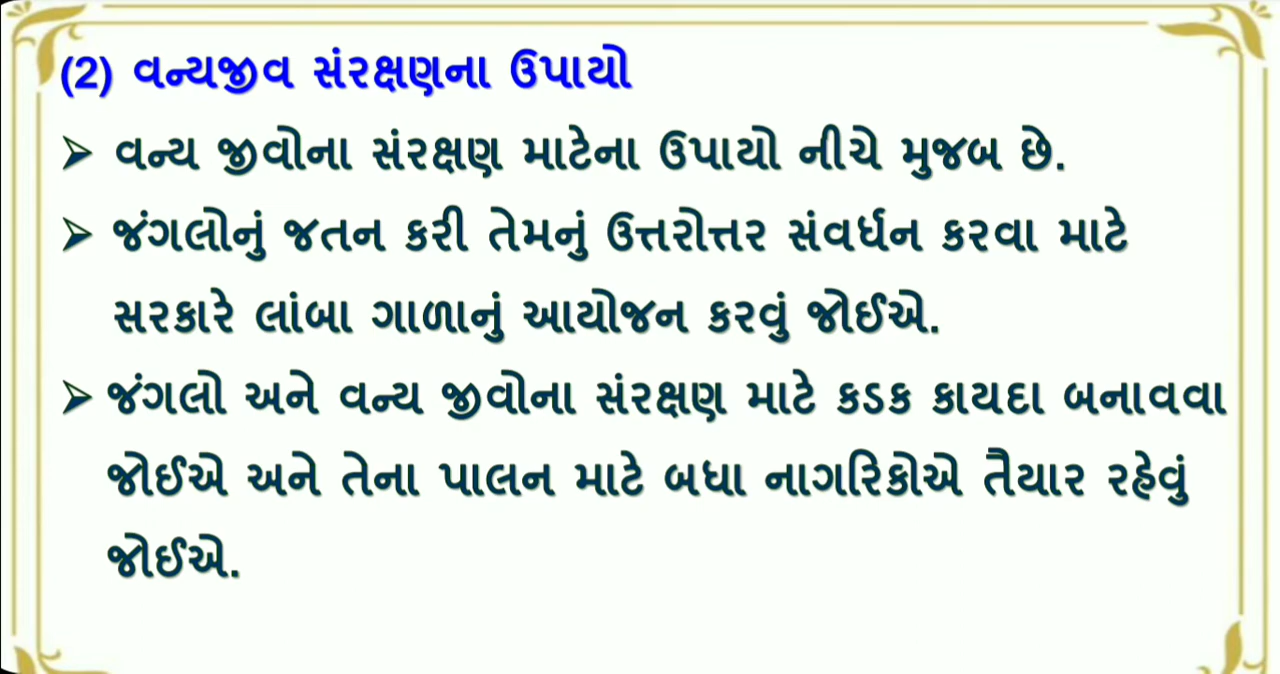 (2) વન્યજીવ સંરક્ષણના ઉપાયો
➢ વન્ય જીવોના સંરક્ષણ માટેના ઉપાયો નીચે મુજબ છે.
➢ જંગલોનું જતન કરી તેમનું ઉત્તરોત્તર સંવર્ધન કરવા માટે
સરકારે લાંબા ગાળાનું આયોજન કરવું જોઈએ.
➢ જંગલો અને વન્ય જીવોના સંરક્ષણ માટે કડક કાયદા બનાવવા
જોઈએ અને તેના પાલન માટે બધા નાગરિકોએ તૈયાર રહેવું
જોઈએ.